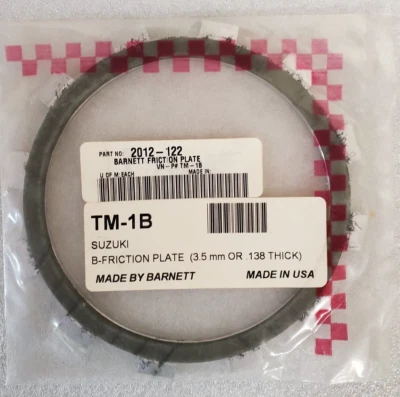 PART NO: 2012-122
BARNETT FRICTION PLATE
VN-P# TM-1B
U OF M: EACH MADE IN:
TM-1B
SUZUKI
B-FRICTION PLATE (3.5 mm OR .138 THICK)
MADE BY BARNETT MADE IN USA